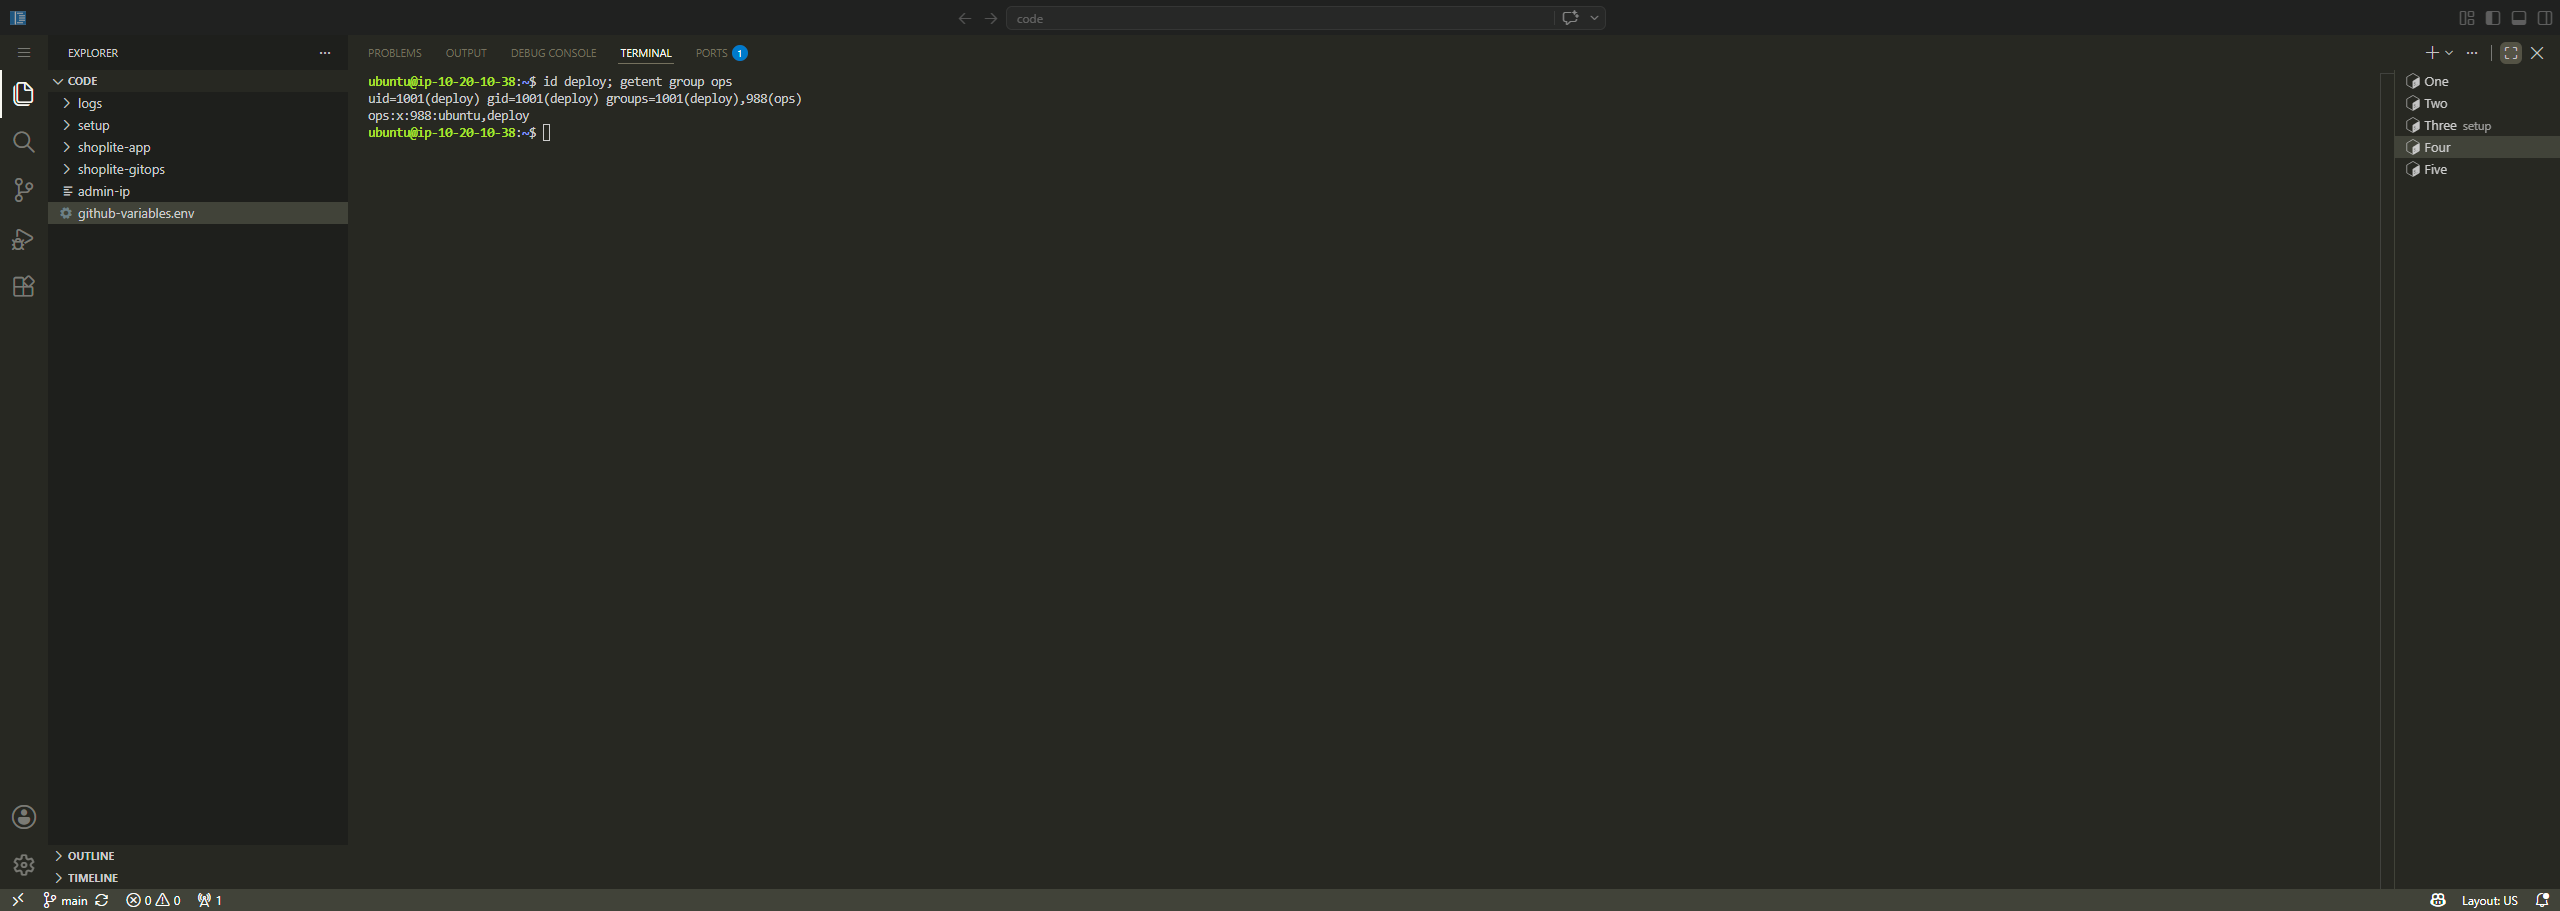 code
EXPLORER
CODE
logs
setup
shoplite-app
shoplite-gitops
admin-ip
github-variables.env
OUTLINE
TIMELINE
PROBLEMS OUTPUT DEBUG CONSOLE TERMINAL PORTS 1
ubuntu@ip-10-20-10-38:~$ id deploy; getent group ops
uid=1001(deploy) gid=1001(deploy) groups=1001(deploy),988(ops)
ops:x:988:ubuntu,deploy
ubuntu@ip-10-20-10-38:~$
One
Two
Three setup
Four
Five
main 0 0 1 Layout: US